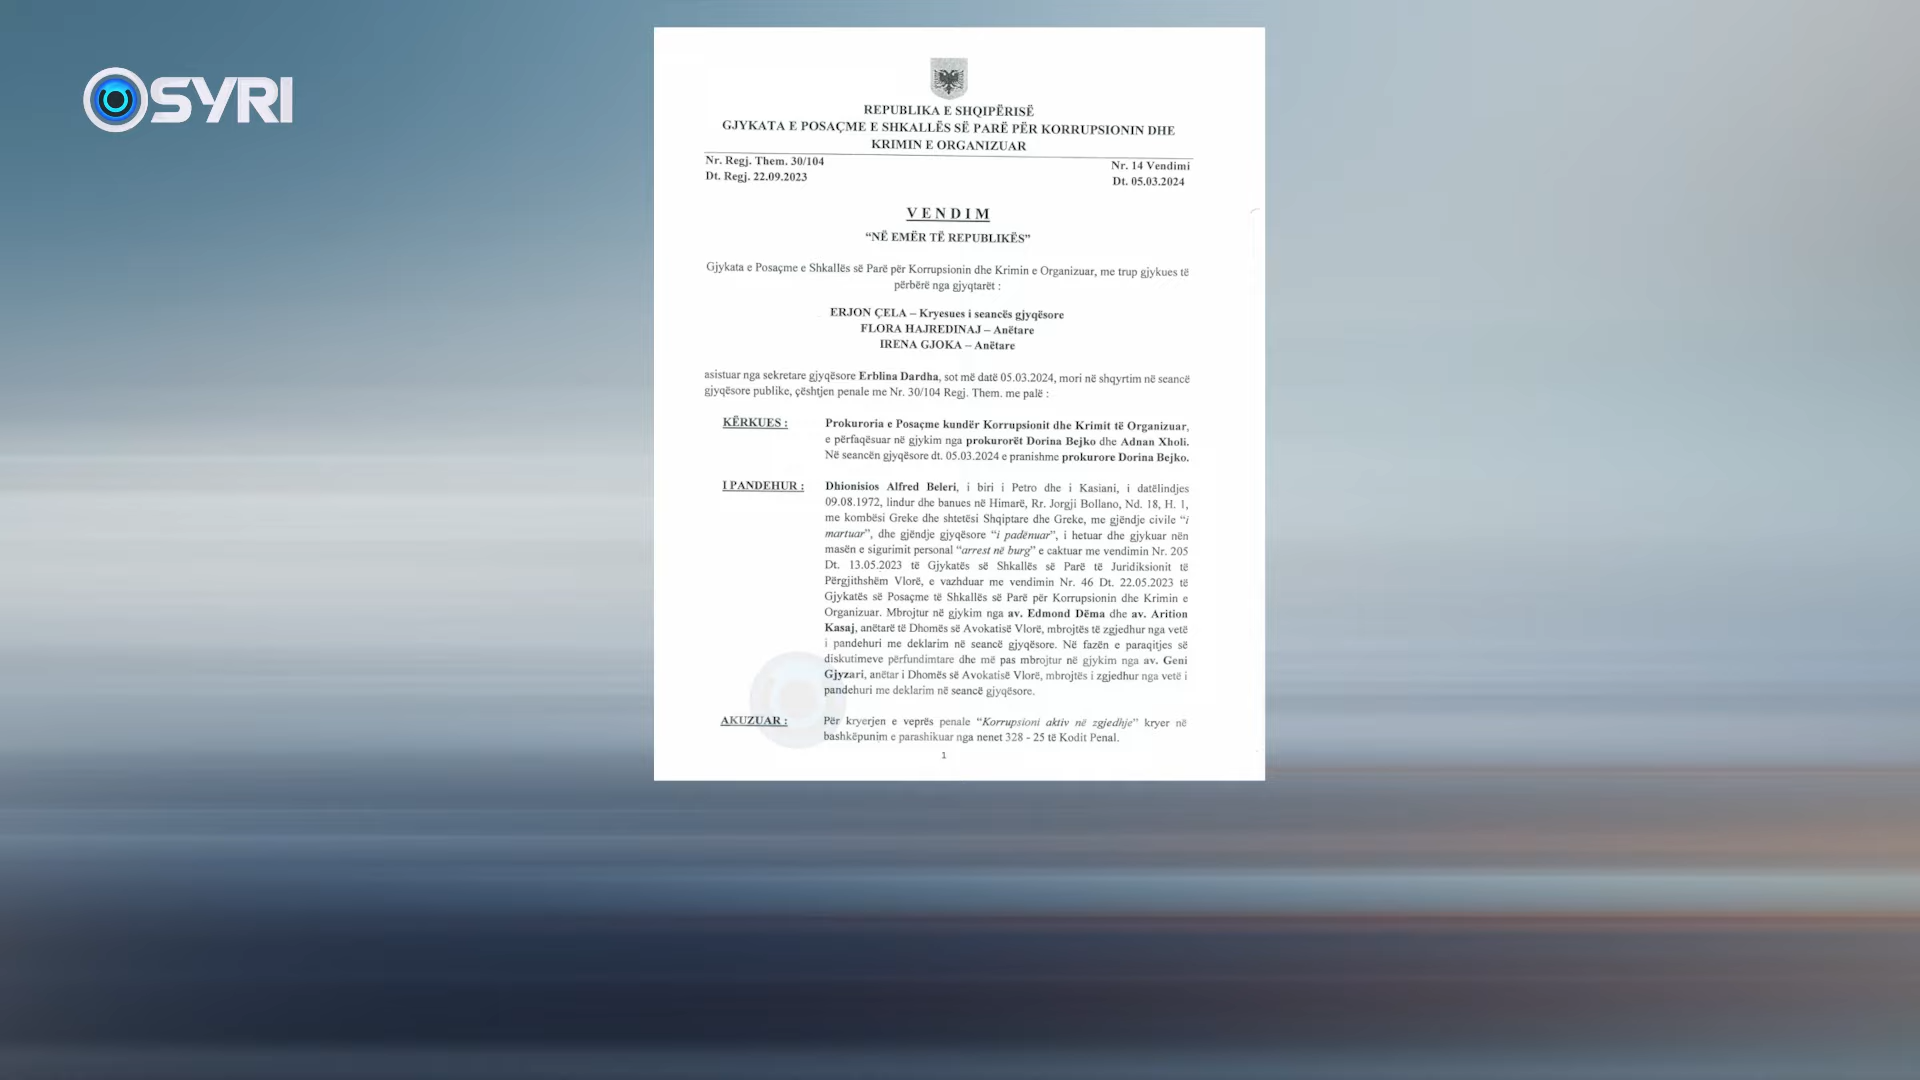 SYRI
REPUBLIKA E SHQIPËRISË
GJYKATA E POSAÇME E SHKALLËS SË PARË PËR KORRUPSIONIN DHE
KRIMIN E ORGANIZUAR
Nr. Regj. Them. 30/104
Dt. Regj. 22.09.2023
Nr. 14 Vendimi
Dt. 05.03.2024
VENDIM
“NË EMËR TË REPUBLIKËS”
Gjykata e Posaçme e Shkallës së Parë për Korrupsionin dhe Krimin e Organizuar, me trup gjykues të
përbërë nga gjyqtarët :
ERJON ÇELA – Kryesues i seancës gjyqësore
FLORA HAJREDINAJ – Anëtare
IRENA GJOKA – Anëtare
asistuar nga sekretare gjyqësore Erblina Dardha, sot më datë 05.03.2024, mori në shqyrtim në seancë
gjyqësore publike, çështjen penale me Nr. 30/104 Regj. Them. me palë :
KËRKUES : Prokuroria e Posaçme kundër Korrupsionit dhe Krimit të Organizuar,
e përfaqësuar në gjykim nga prokurorët Dorina Bejko dhe Adnan Xholi.
Në seancën gjyqësore dt. 05.03.2024 e pranishme prokurore Dorina Bejko.
I PANDEHUR : Dhionisios Alfred Beleri, i biri i Petro dhe i Kasiani, i datëlindjes
09.08.1972, lindur dhe banues në Himarë, Rr. Jorgji Bollano, Nd. 18, H. 1,
me kombësi Greke dhe shtetësi Shqiptare dhe Greke, me gjëndje civile “i
martuar”, dhe gjëndje gjyqësore “i padënuar”, i hetuar dhe gjykuar nën
masën e sigurimit personal “arrest në burg” e caktuar me vendimin Nr. 205
Dt. 13.05.2023 të Gjykatës së Shkallës së Parë të Juridiksionit të
Përgjithshëm Vlorë, e vazhduar me vendimin Nr. 46 Dt. 22.05.2023 të
Gjykatës së Posaçme të Shkallës së Parë për Korrupsionin dhe Krimin e
Organizuar. Mbrojtur në gjykim nga av. Edmond Dëma dhe av. Arition
Kasaj, anëtarë të Dhomës së Avokatisë Vlorë, mbrojtës të zgjedhur nga vetë
i pandehuri me deklarim në seancë gjyqësore. Në fazën e paraqitjes së
diskutimeve përfundimtare dhe më pas mbrojtur në gjykim nga av. Geni
Gjyzari, anëtar i Dhomës së Avokatisë Vlorë, mbrojtës i zgjedhur nga vetë i
pandehuri me deklarim në seancë gjyqësore.
AKUZUAR : Për kryerjen e veprës penale “Korrupsioni aktiv në zgjedhje” kryer në
bashkëpunim e parashikuar nga nenet 328 - 25 të Kodit Penal.
1